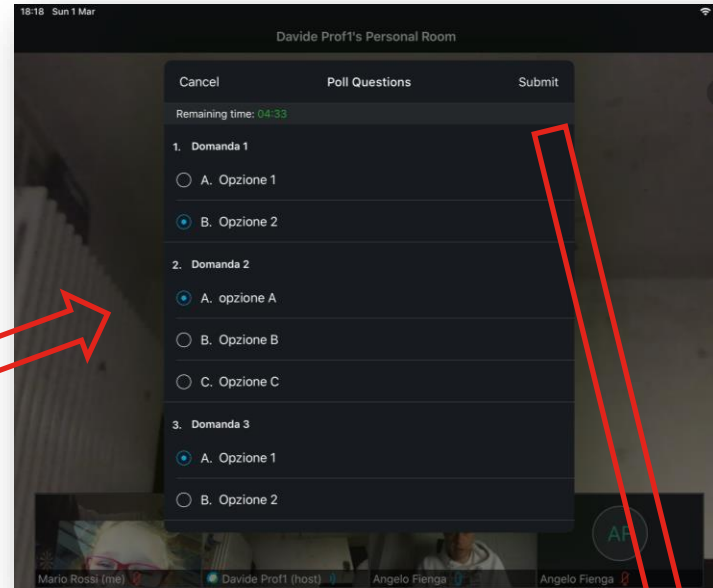 18:18 Sun 1 Mar
Davide Prof1's Personal Room
Cancel Poll Questions Submit
Remaining time: 04:33
1. Domanda 1
A. Opzione 1
B. Opzione 2
2. Domanda 2
A. opzione A
B. Opzione B
C. Opzione C
3. Domanda 3
A. Opzione 1
B. Opzione 2
AF
Mario Rossi (me) Davide Prof1 (host) Angelo Fienga Angelo Fienga